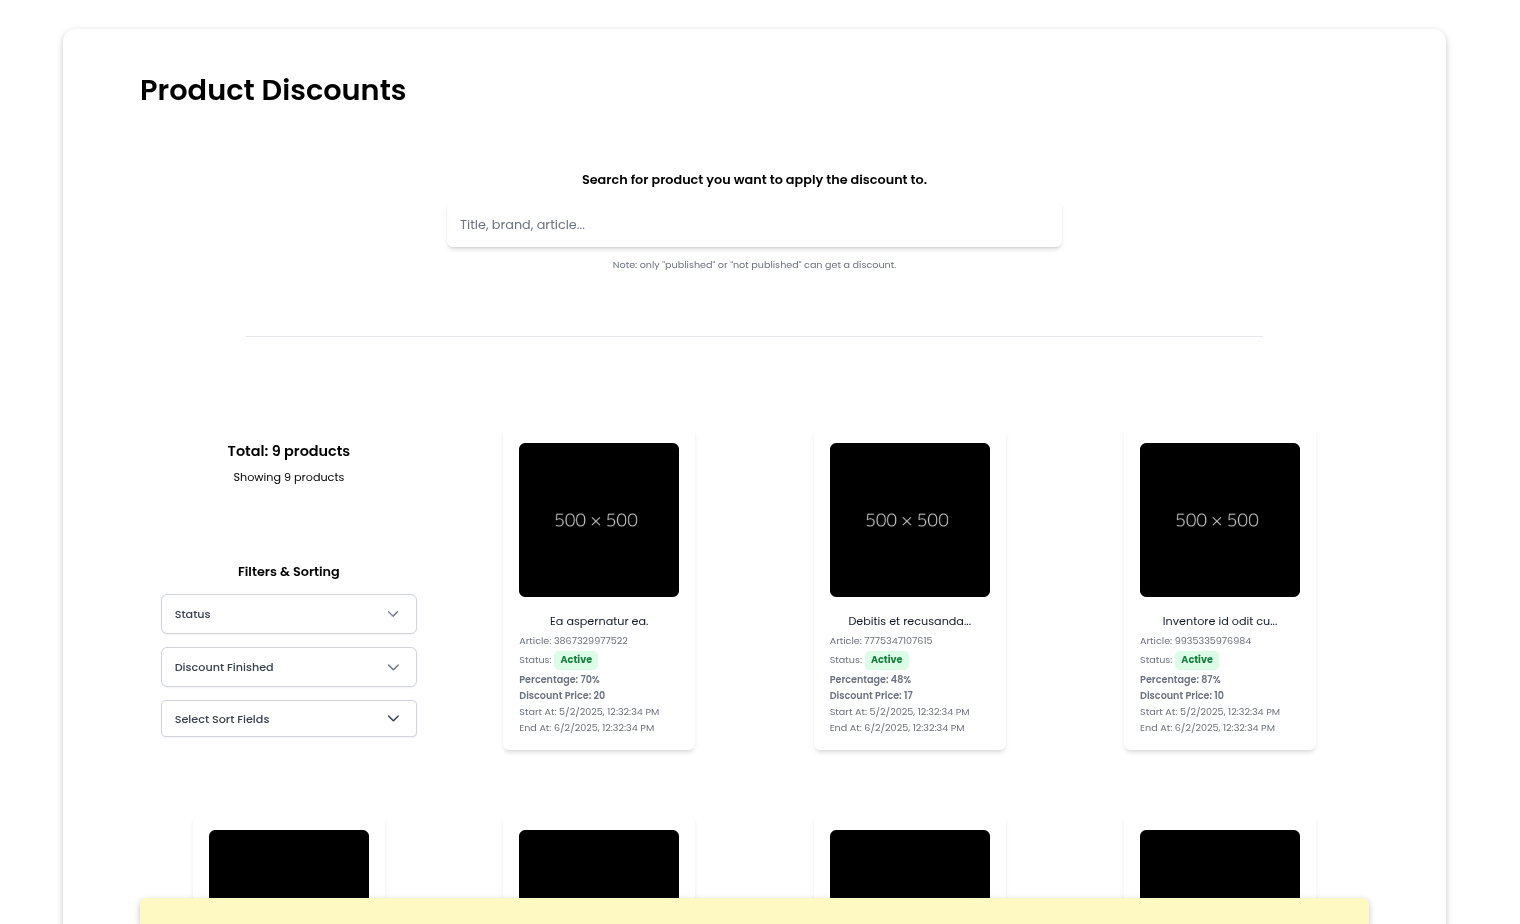 Product Discounts
Search for product you want to apply the discount to.
Title, brand, article...
Note: only "published" or "not published" can get a discount.
Total: 9 products
Showing 9 products
Filters & Sorting
Status
Discount Finished
Select Sort Fields
500 × 500
Ea aspernatur ea.
Article: 3867329977522
Status: Active
Percentage: 70%
Discount Price: 20
Start At: 5/2/2025, 12:32:34 PM
End At: 6/2/2025, 12:32:34 PM
500 × 500
Debitis et recusanda...
Article: 7775347107615
Status: Active
Percentage: 48%
Discount Price: 17
Start At: 5/2/2025, 12:32:34 PM
End At: 6/2/2025, 12:32:34 PM
500 × 500
Inventore id odit cu...
Article: 9935335976984
Status: Active
Percentage: 87%
Discount Price: 10
Start At: 5/2/2025, 12:32:34 PM
End At: 6/2/2025, 12:32:34 PM